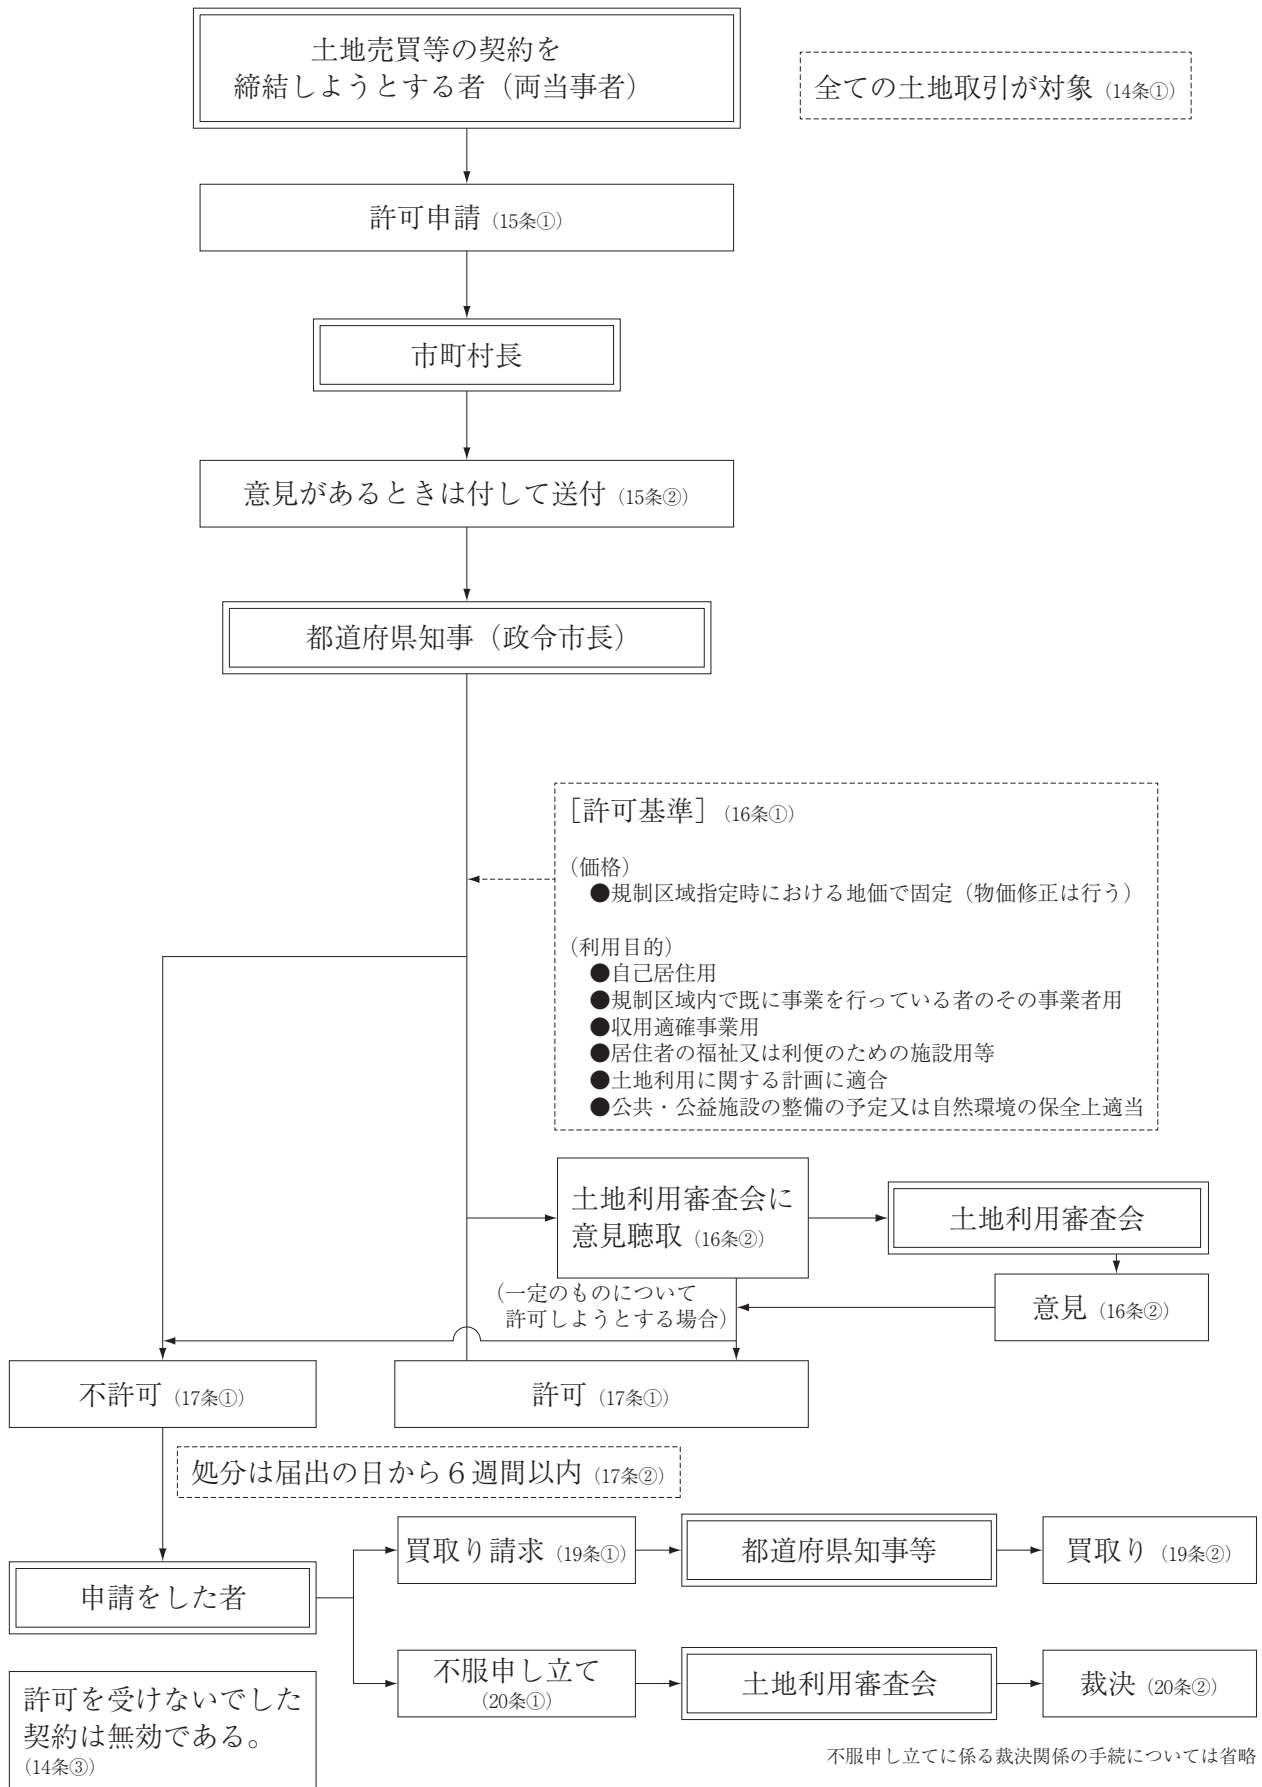 土地売買等の契約を
締結しようとする者（両当事者）
全ての土地取引が対象（14条①）
許可申請（15条①）
市町村長
意見があるときは付して送付（15条②）
都道府県知事（政令市長）
［許可基準］（16条①）
（価格）
●規制区域指定時における地価で固定（物価修正は行う）
（利用目的）
●自己居住用
●規制区域内で既に事業を行っている者のその事業者用
●収用適確事業用
●居住者の福祉又は利便のための施設用等
●土地利用に関する計画に適合
●公共・公益施設の整備の予定又は自然環境の保全上適当
土地利用審査会に
意見聴取（16条②）
土地利用審査会
（一定のものについて
許可しようとする場合）
意見（16条②）
不許可（17条①）
許可（17条①）
処分は届出の日から６週間以内（17条②）
買取り請求（19条①）
都道府県知事等
買取り（19条②）
申請をした者
不服申し立て
（20条①）
土地利用審査会
裁決（20条②）
許可を受けないでした
契約は無効である。
（14条③）
不服申し立てに係る裁決関係の手続については省略